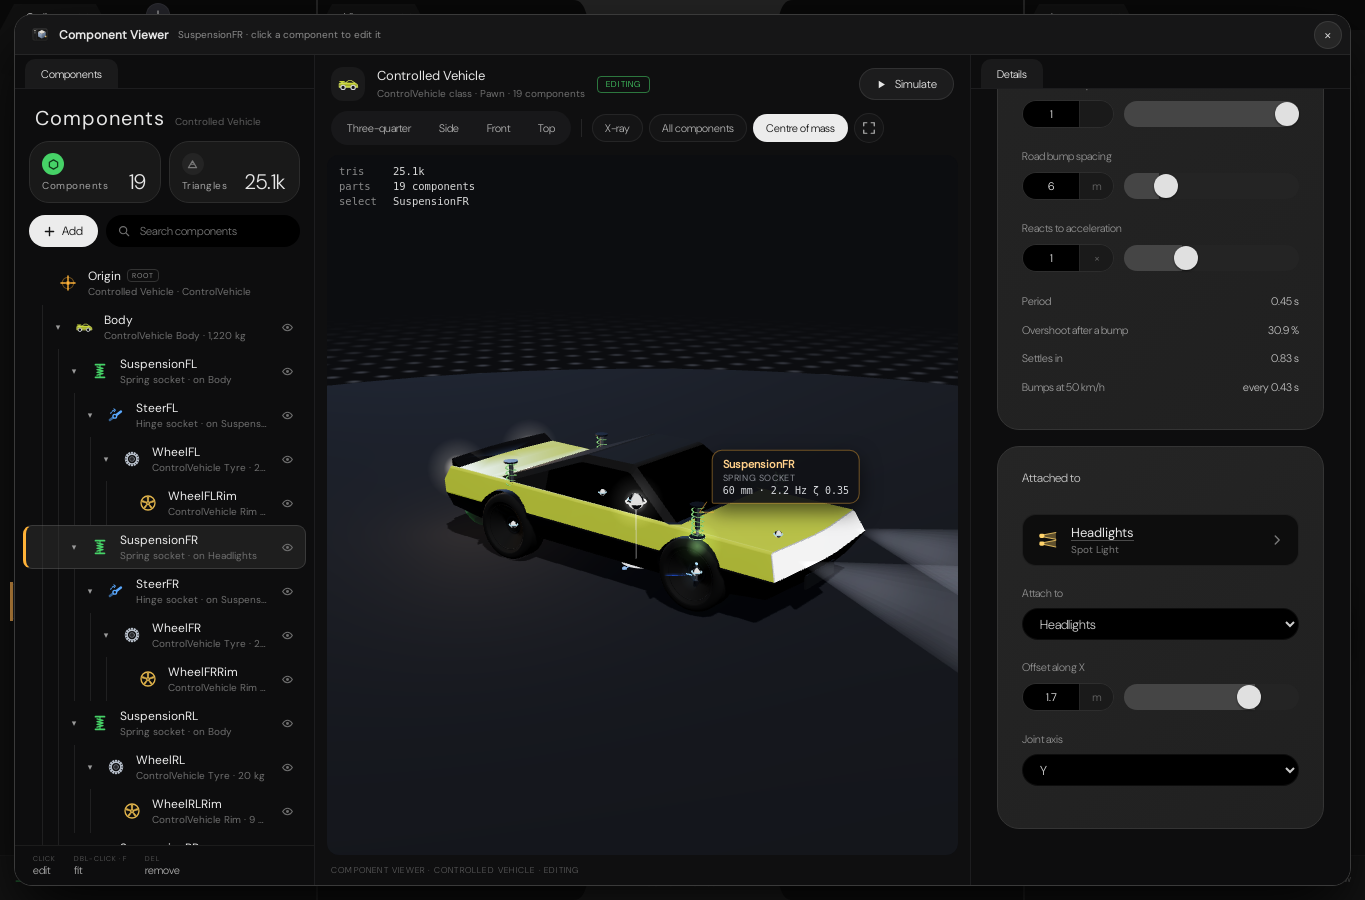 Component Viewer
SuspensionFR · click a component to edit it
×
Components
Components
Controlled Vehicle
Components
19
Triangles
25.1k
Add
Search components
Origin
ROOT
Controlled Vehicle · ControlVehicle
Body
ControlVehicle Body · 1,220 kg
SuspensionFL
Spring socket · on Body
SteerFL
Hinge socket · on Suspens...
WheelFL
ControlVehicle Tyre · 2...
WheelFLRim
ControlVehicle Rim ...
SuspensionFR
Spring socket · on Headlights
SteerFR
Hinge socket · on Suspens...
WheelFR
ControlVehicle Tyre · 2...
WheelFRRim
ControlVehicle Rim ...
SuspensionRL
Spring socket · on Body
WheelRL
ControlVehicle Tyre · 20 kg
WheelRLRim
ControlVehicle Rim · 9 ...
CLICK
edit
DBL-CLICK · F
fit
DEL
remove
Controlled Vehicle
ControlVehicle class · Pawn · 19 components
EDITING
Simulate
Three-quarter
Side
Front
Top
X-ray
All components
Centre of mass
tris 25.1k
parts 19 components
select SuspensionFR
SuspensionFR
SPRING SOCKET
60 mm · 2.2 Hz ζ 0.35
COMPONENT VIEWER · CONTROLLED VEHICLE · EDITING
Details
1
Road bump spacing
6 m
Reacts to acceleration
1 ×
Period 0.45 s
Overshoot after a bump 30.9 %
Settles in 0.83 s
Bumps at 50 km/h every 0.43 s
Attached to
Headlights
Spot Light
Attach to
Headlights
Offset along X
1.7 m
Joint axis
Y